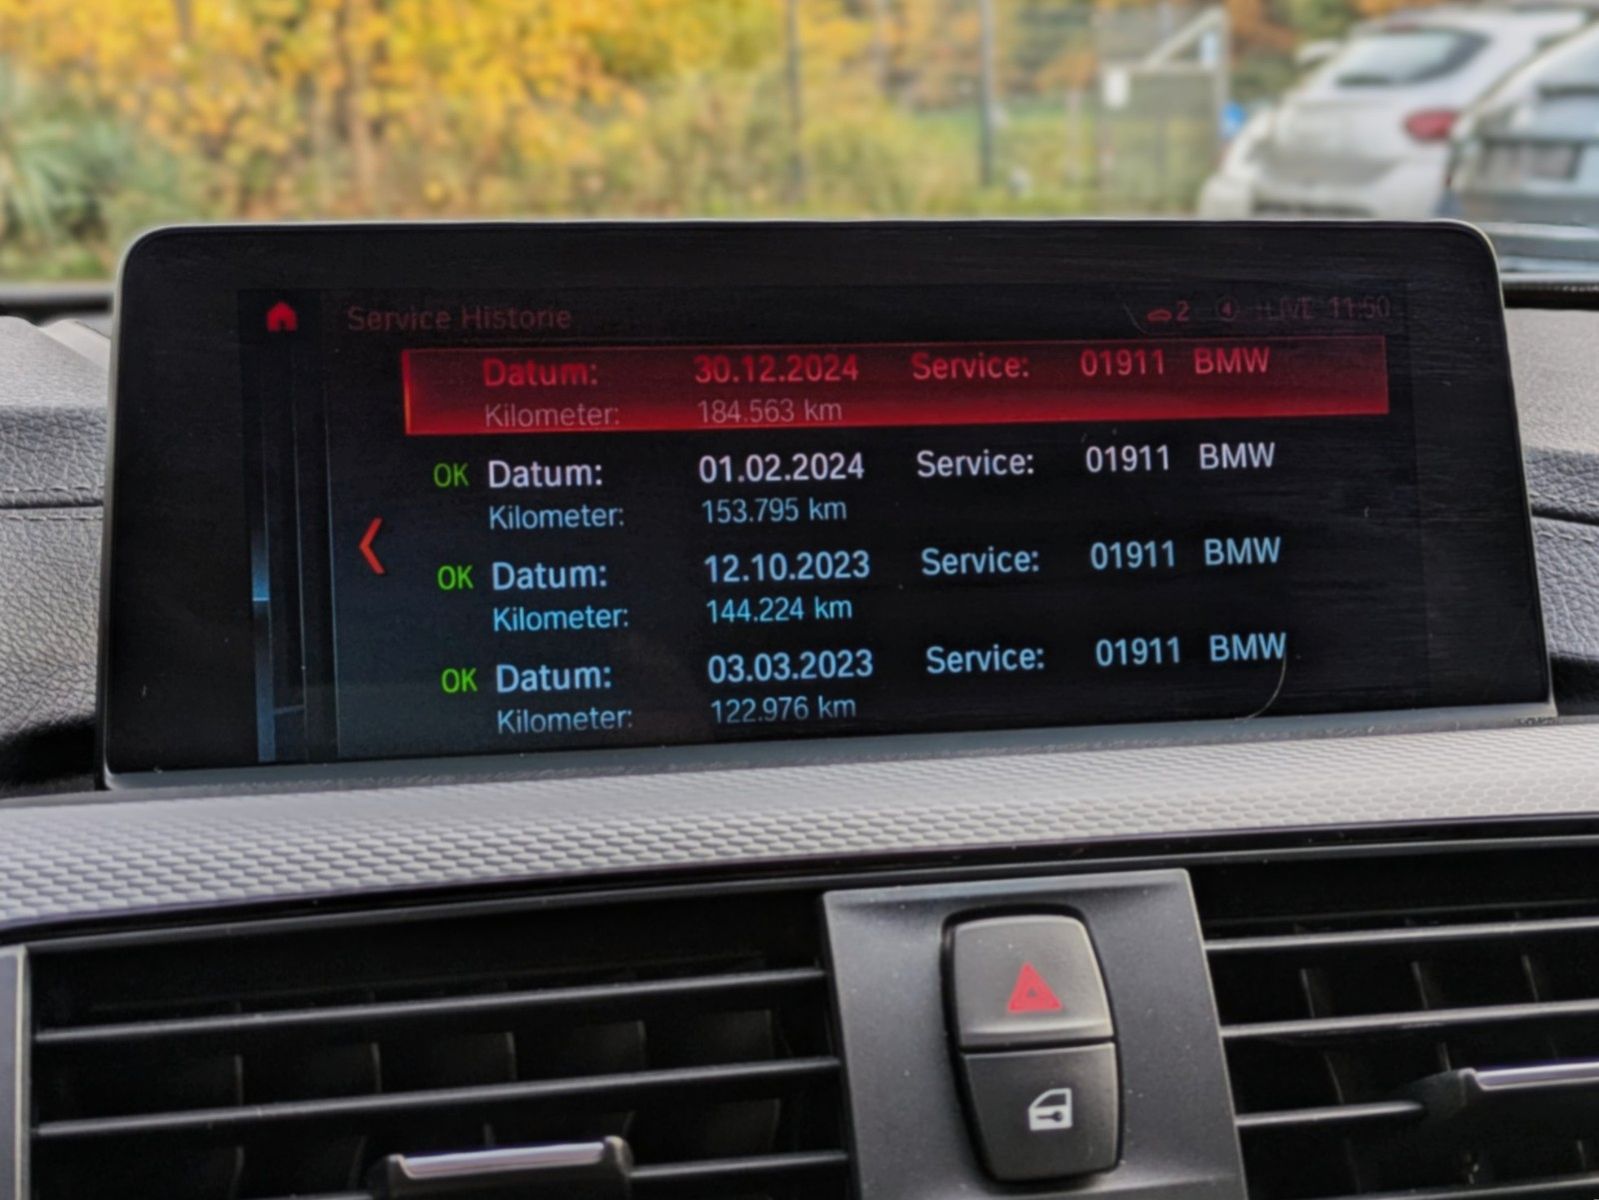 Service Historie 2 4 LIVE 11:50
Datum: 30.12.2024 Service: 01911 BMW
Kilometer: 184.563 km
OK Datum: 01.02.2024 Service: 01911 BMW
Kilometer: 153.795 km
OK Datum: 12.10.2023 Service: 01911 BMW
Kilometer: 144.224 km
OK Datum: 03.03.2023 Service: 01911 BMW
Kilometer: 122.976 km